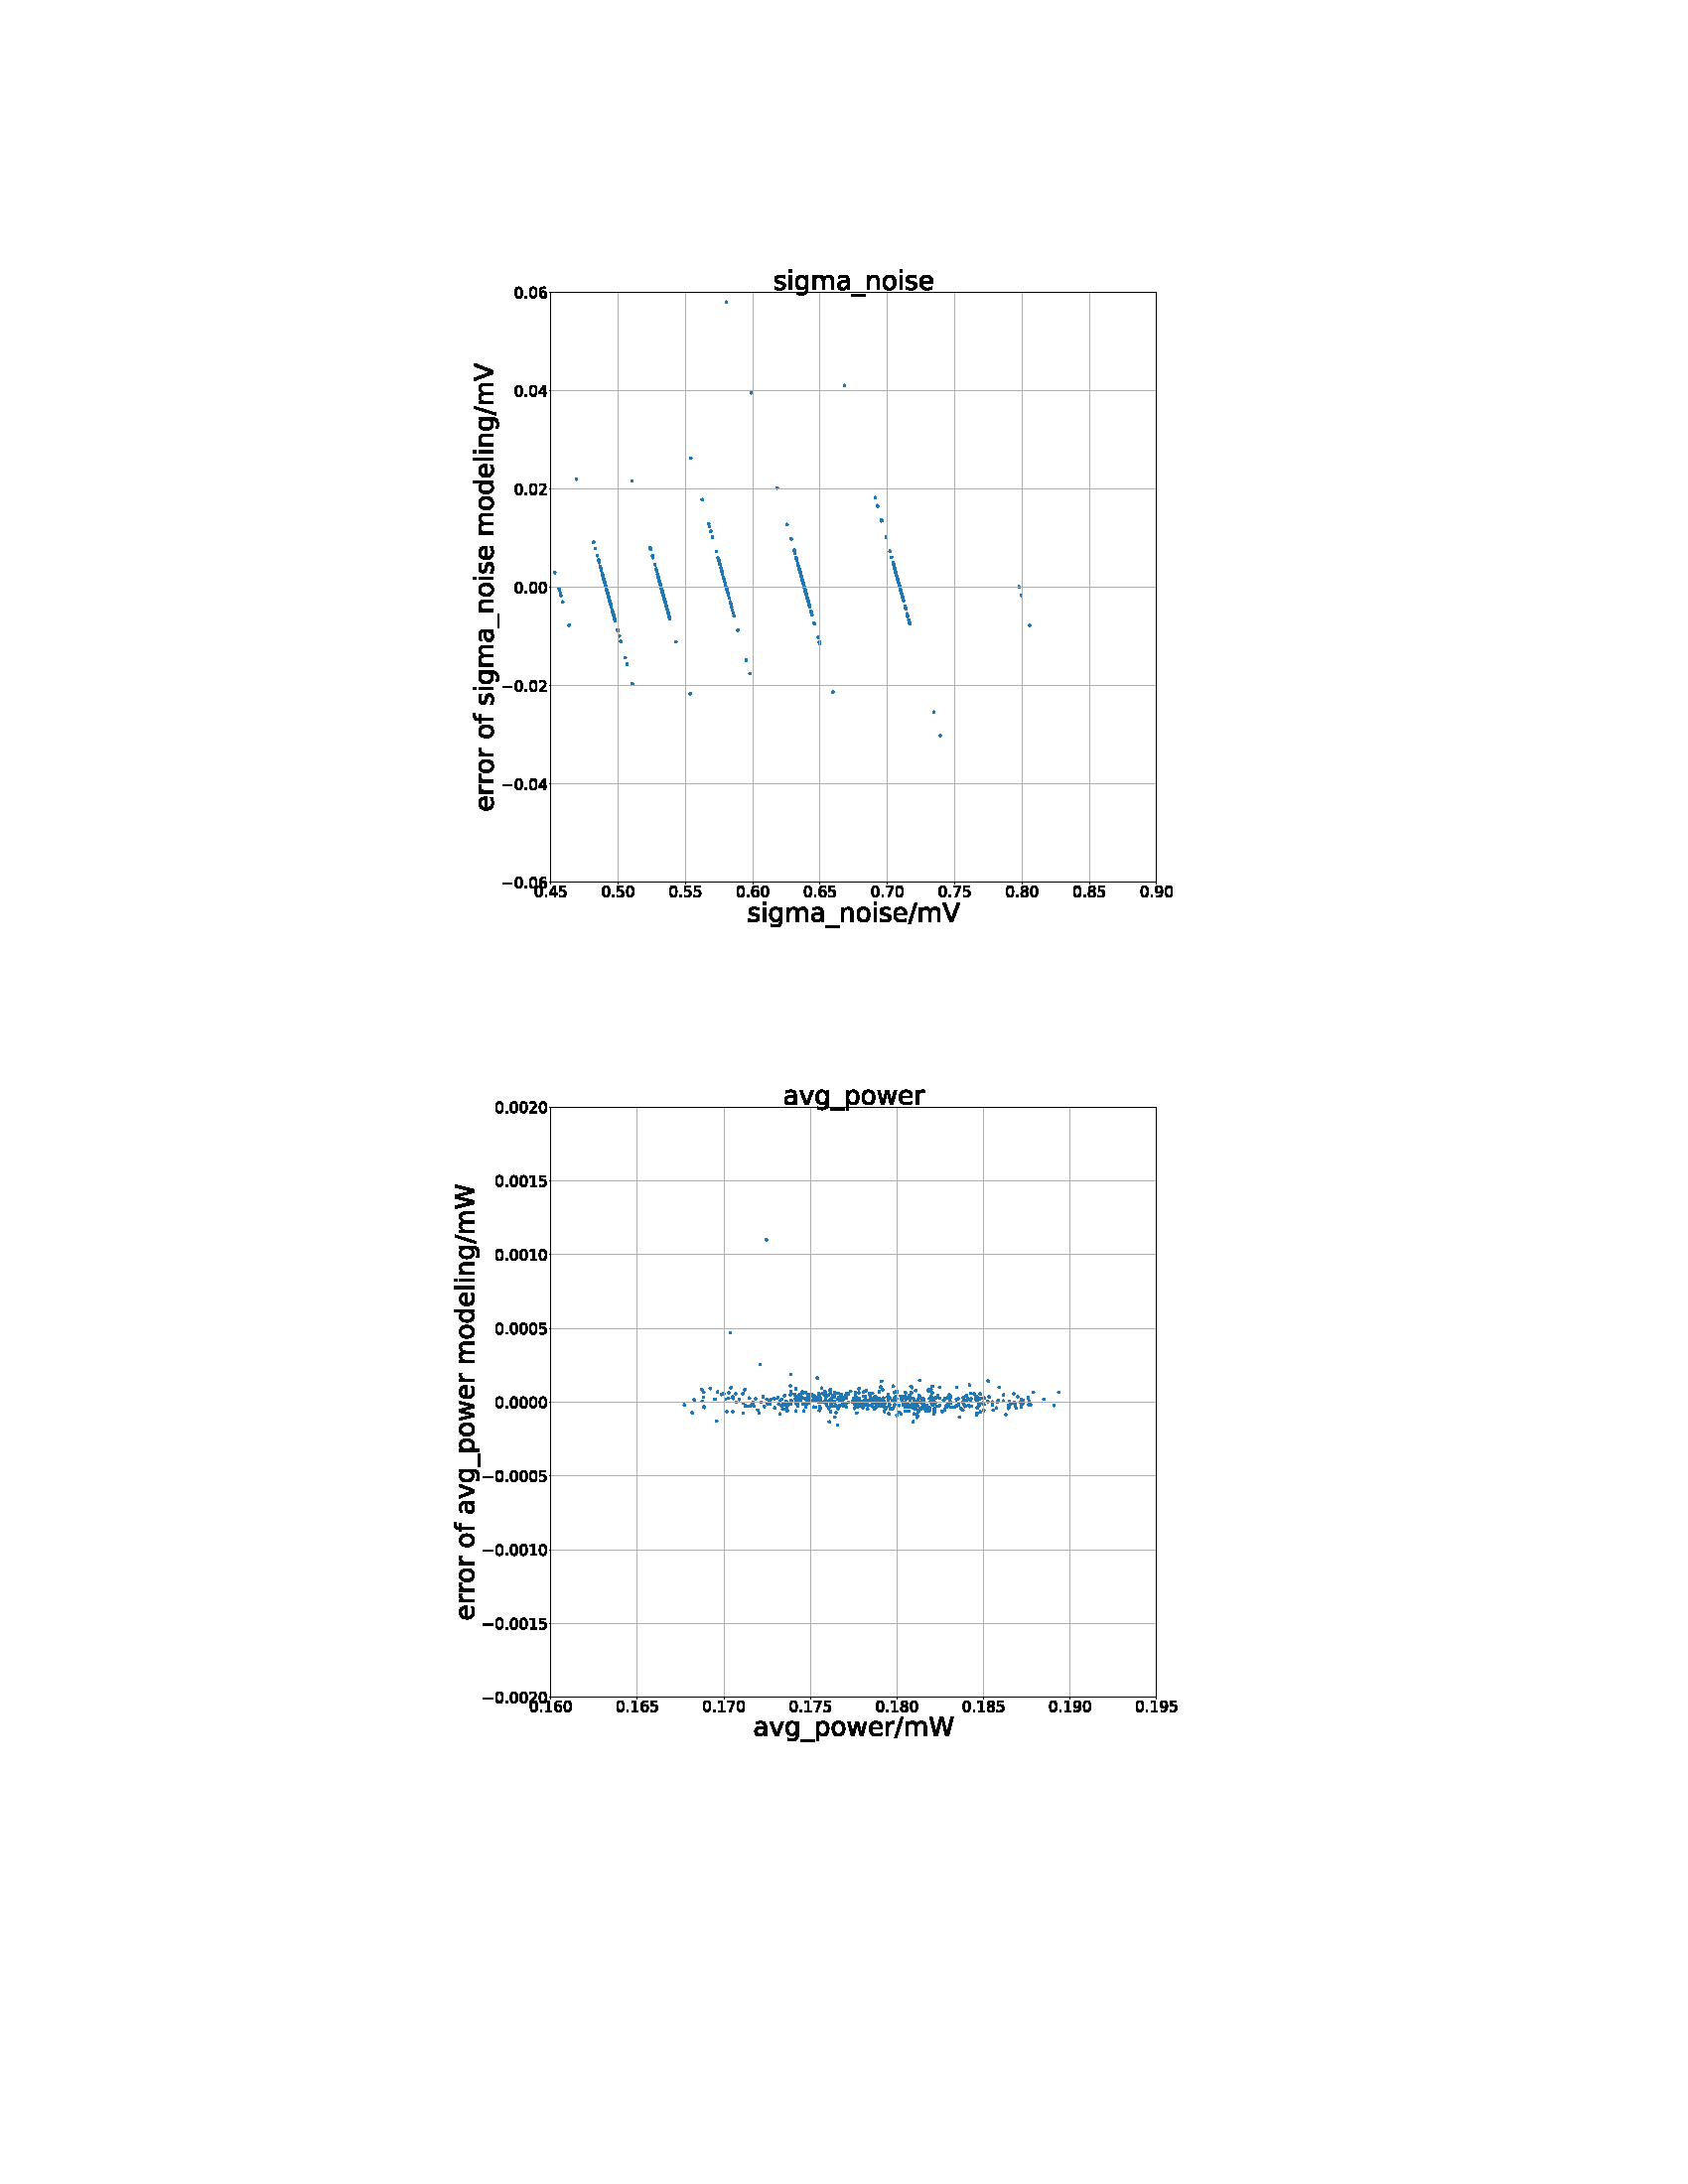 sigma_noise
0.06
0.04
0.02
0.00
−0.02
−0.04
−0.06
error of sigma_noise modeling/mV
0.45 0.50 0.55 0.60 0.65 0.70 0.75 0.80 0.85 0.90
sigma_noise/mV
avg_power
0.0020
0.0015
0.0010
0.0005
0.0000
−0.0005
−0.0010
−0.0015
−0.0020
error of avg_power modeling/mW
0.160 0.165 0.170 0.175 0.180 0.185 0.190 0.195
avg_power/mW